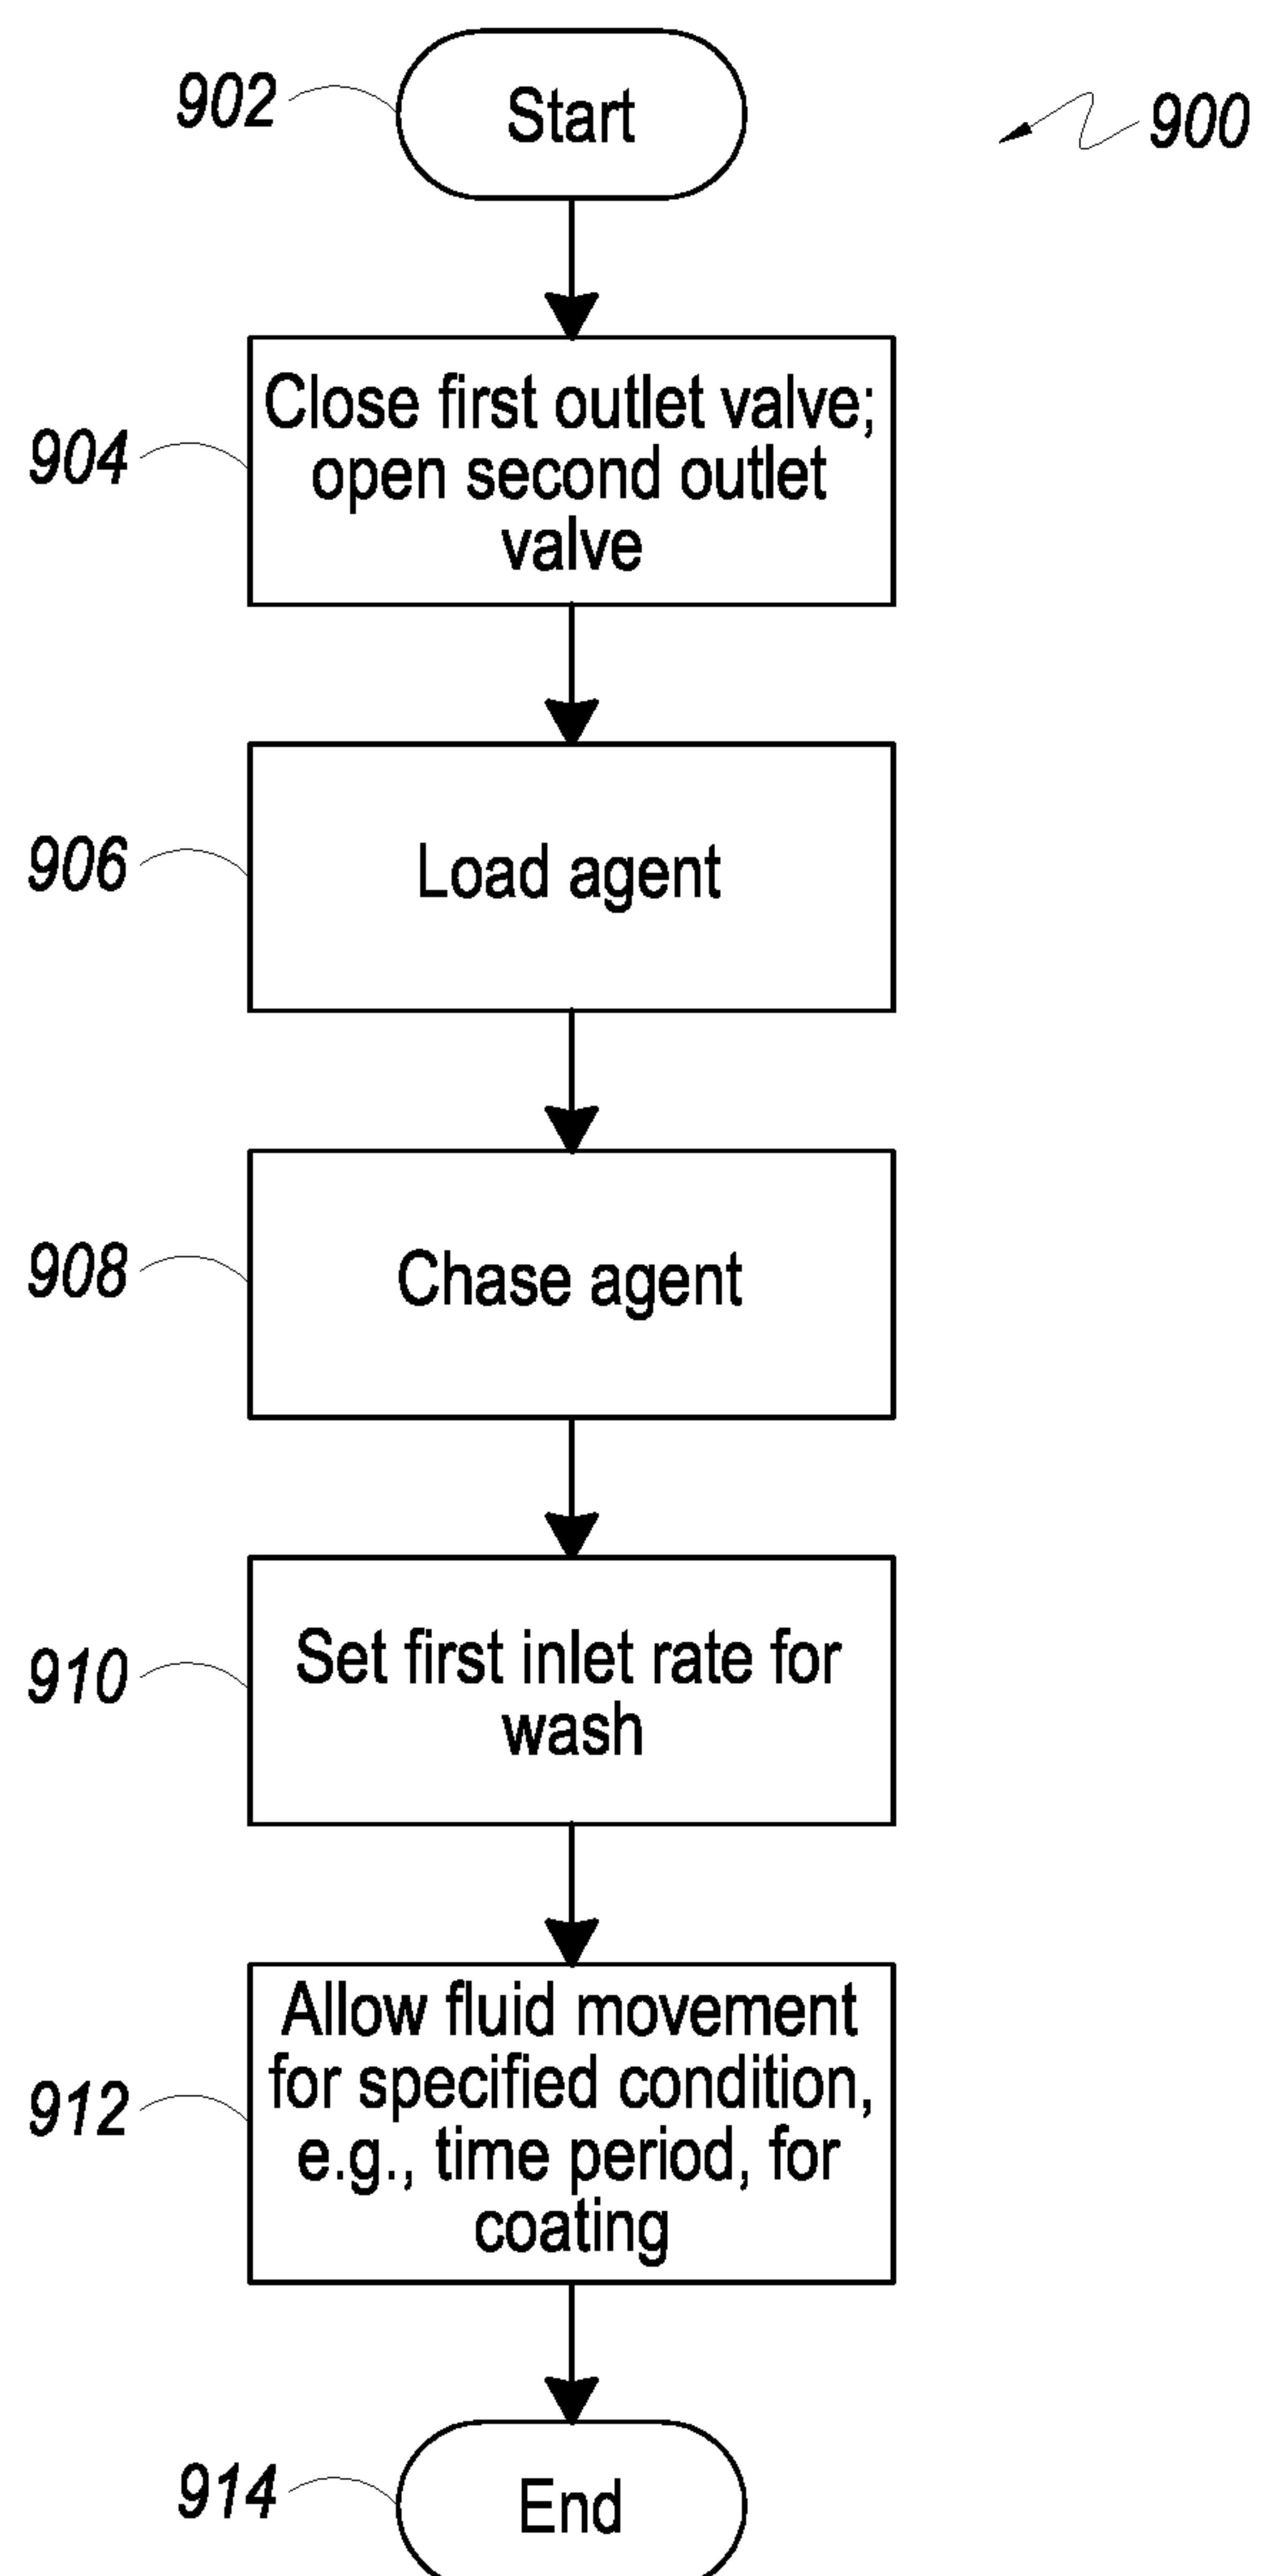 902
Start
900
904
Close first outlet valve;
open second outlet
valve
906
Load agent
908
Chase agent
910
Set first inlet rate for
wash
912
Allow fluid movement
for specified condition,
e.g., time period, for
coating
914
End